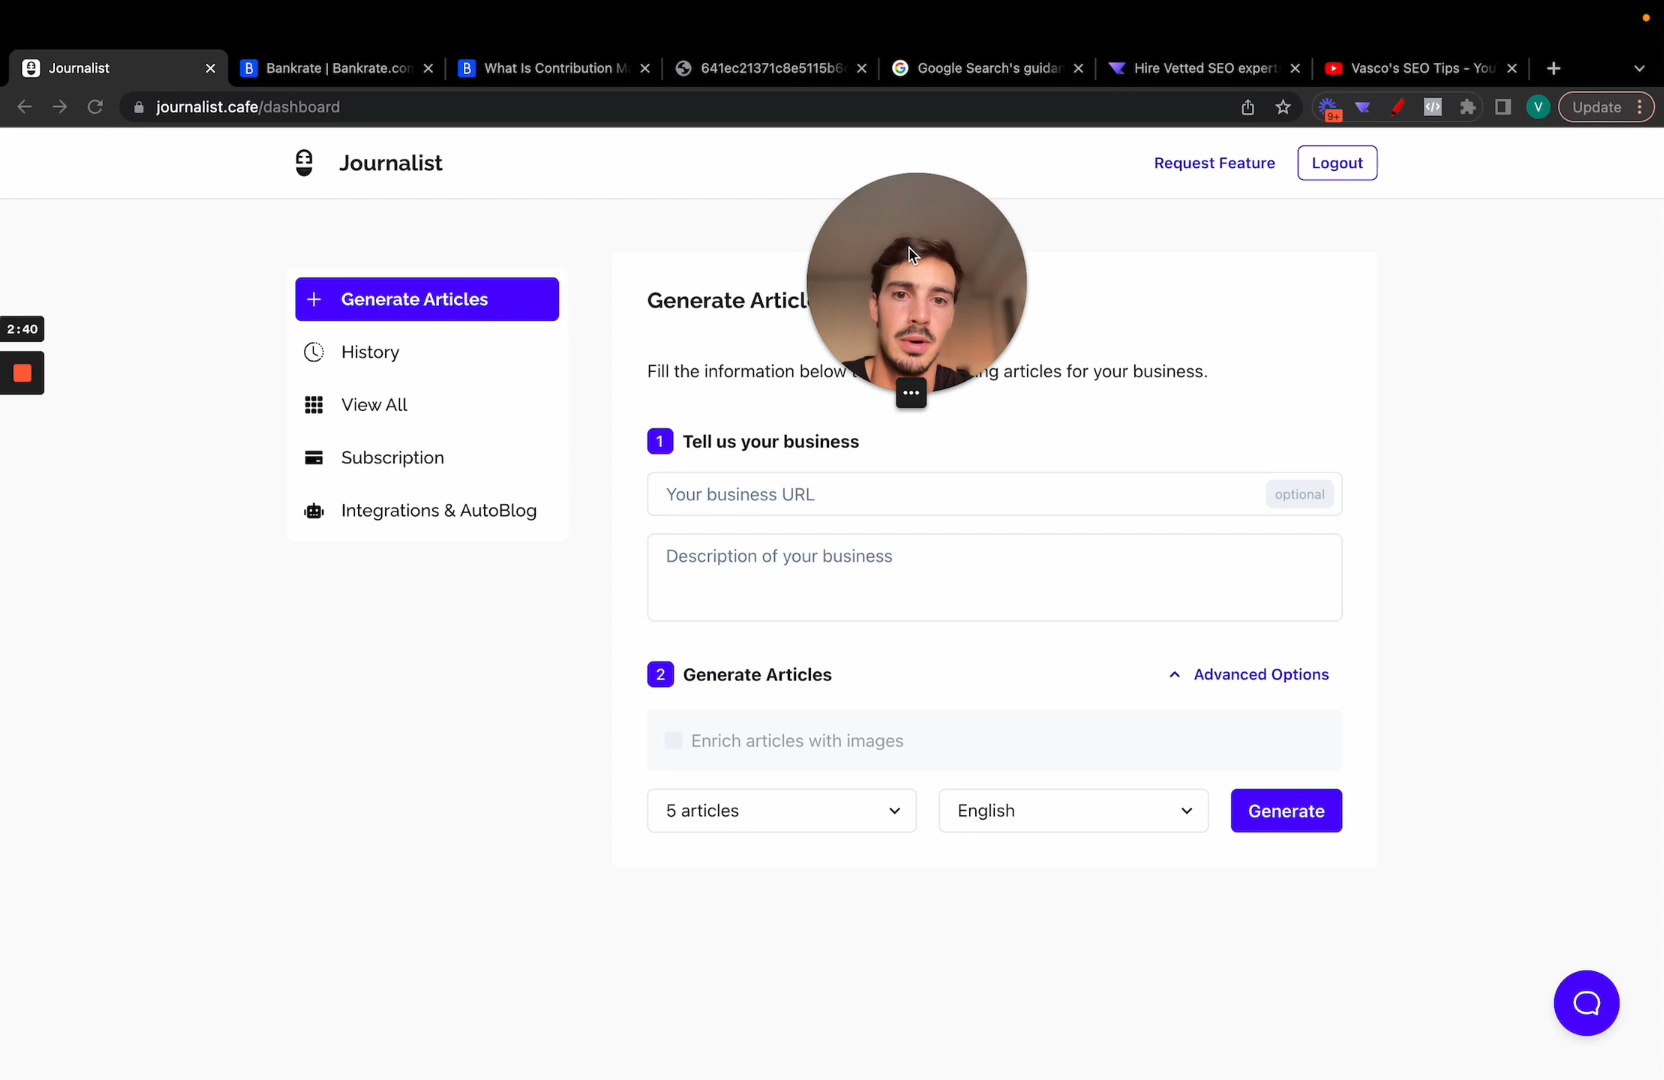 Journalist
Bankrate | Bankrate.con
What Is Contribution M
641ec21371c8e5115b6
Google Search's guidan
Hire Vetted SEO expert
Vasco's SEO Tips - You
journalist.cafe/dashboard
9+
V
Update
Journalist
Request Feature
Logout
Generate Articles
History
View All
Subscription
Integrations & AutoBlog
2:40
Generate Articl
Fill the information below
ng articles for your business.
1 Tell us your business
Your business URL
optional
Description of your business
2 Generate Articles
Advanced Options
Enrich articles with images
5 articles
English
Generate